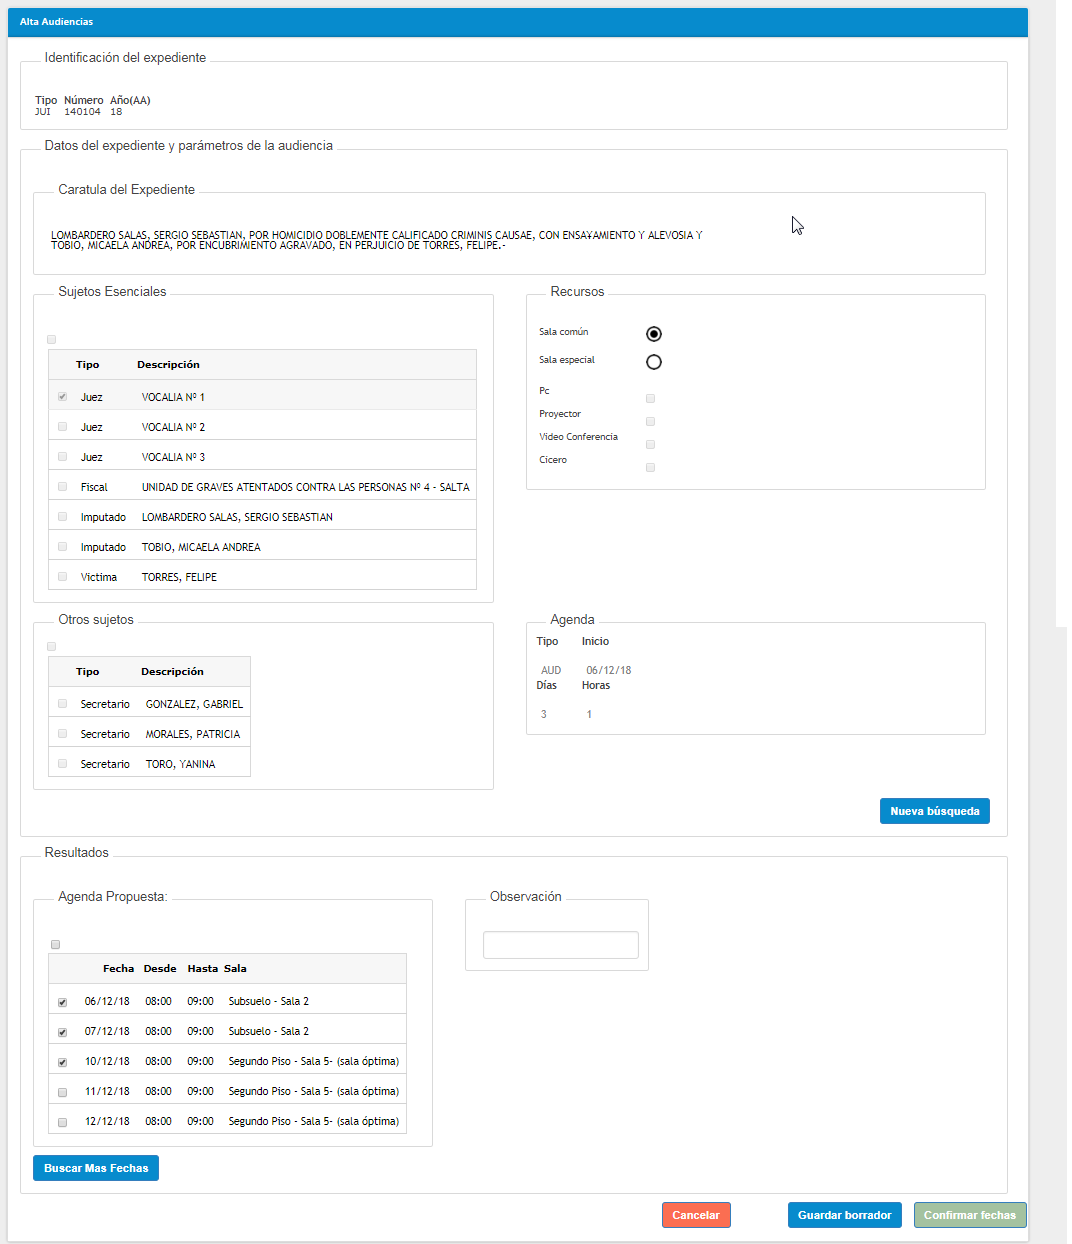 Alta Audiencias
Identificación del expediente
Tipo Número Año(AA)
JUI 140104 18
Datos del expediente y parámetros de la audiencia
Caratula del Expediente
LOMBARDERO SALAS, SERGIO SEBASTIAN, POR HOMICIDIO DOBLEMENTE CALIFICADO CRIMINIS CAUSAE, CON ENSA¥AMIENTO Y ALEVOSIA Y
TOBIO, MICAELA ANDREA, POR ENCUBRIMIENTO AGRAVADO, EN PERJUICIO DE TORRES, FELIPE.-
Sujetos Esenciales
Tipo Descripción
Juez VOCALIA Nº 1
Juez VOCALIA Nº 2
Juez VOCALIA Nº 3
Fiscal UNIDAD DE GRAVES ATENTADOS CONTRA LAS PERSONAS Nº 4 - SALTA
Imputado LOMBARDERO SALAS, SERGIO SEBASTIAN
Imputado TOBIO, MICAELA ANDREA
Víctima TORRES, FELIPE
Recursos
Sala común
Sala especial
Pc
Proyector
Video Conferencia
Cicero
Otros sujetos
Tipo Descripción
Secretario GONZALEZ, GABRIEL
Secretario MORALES, PATRICIA
Secretario TORO, YANINA
Agenda
Tipo Inicio
AUD 06/12/18
Días Horas
3 1
Nueva búsqueda
Resultados
Agenda Propuesta:
Fecha Desde Hasta Sala
06/12/18 08:00 09:00 Subsuelo - Sala 2
07/12/18 08:00 09:00 Subsuelo - Sala 2
10/12/18 08:00 09:00 Segundo Piso - Sala 5- (sala óptima)
11/12/18 08:00 09:00 Segundo Piso - Sala 5- (sala óptima)
12/12/18 08:00 09:00 Segundo Piso - Sala 5- (sala óptima)
Observación
Buscar Mas Fechas
Cancelar Guardar borrador Confirmar fechas